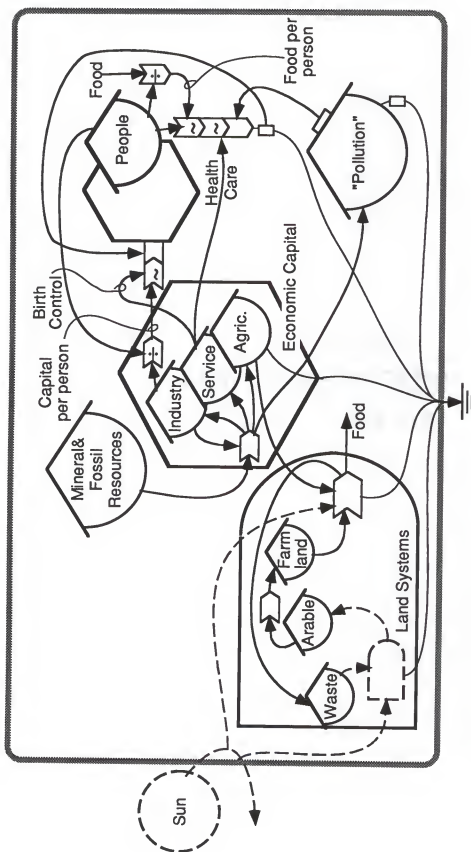 Food
Food per
person
People
Health
Care
"Pollution"
Birth
Control
Capital
per person
Mineral&
Fossil
Resources
Industry
Service
Agric.
Economic Capital
Food
Farm
land
Arable
Waste
Land Systems
Sun